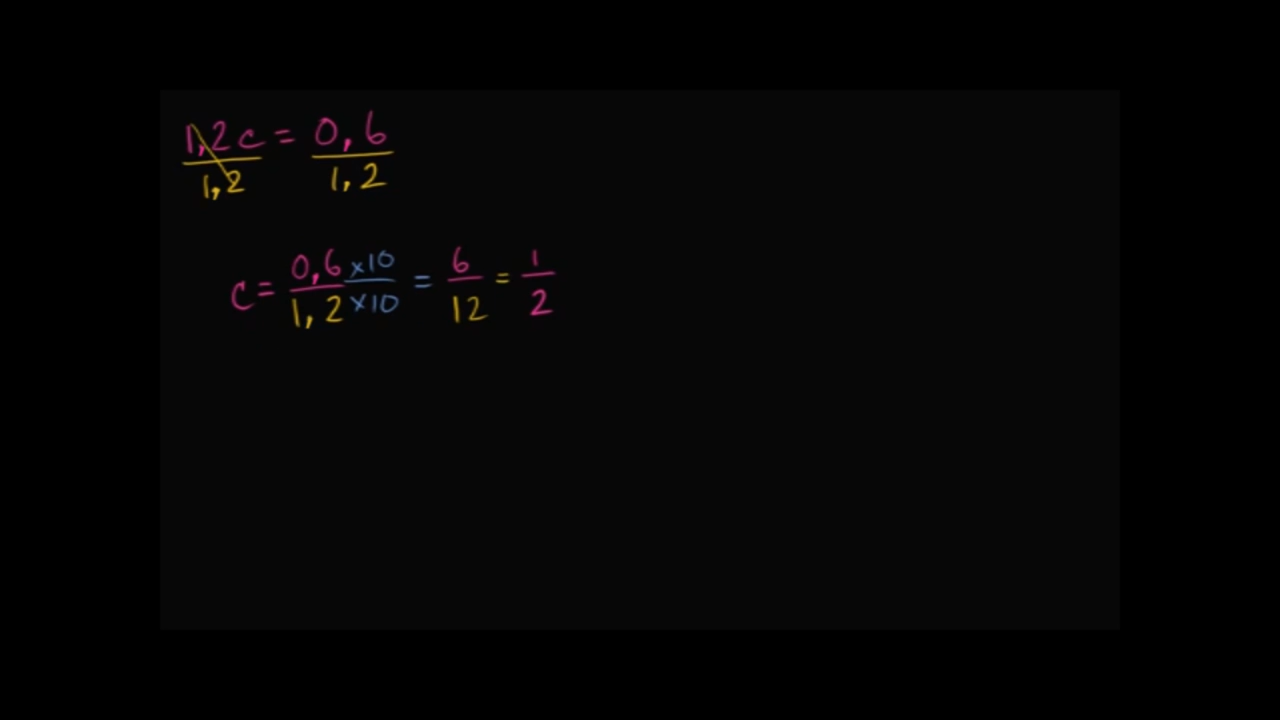 1,2c = 0,6
1,2 1,2
c = 0,6 ×10 / 1,2 ×10 = 6/12 = 1/2